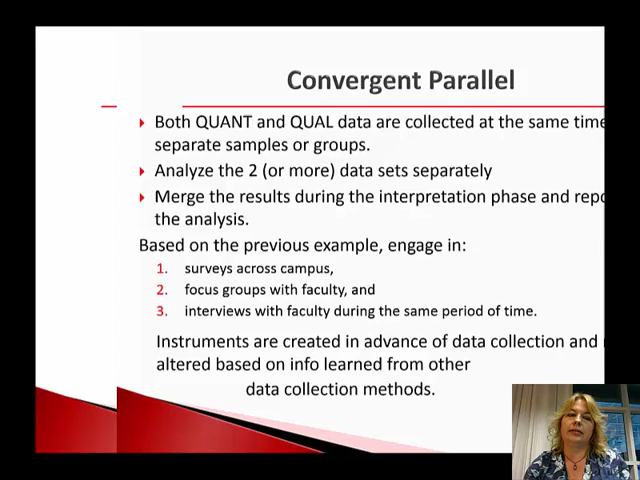 Convergent Parallel
Both QUANT and QUAL data are collected at the same time
separate samples or groups.
Analyze the 2 (or more) data sets separately
Merge the results during the interpretation phase and
the analysis.
Based on the previous example, engage in:
1. surveys across campus,
2. focus groups with faculty, and
3. interviews with faculty during the same period of time.
Instruments are created in advance of data collection and
altered based on info learned from other
data collection methods.